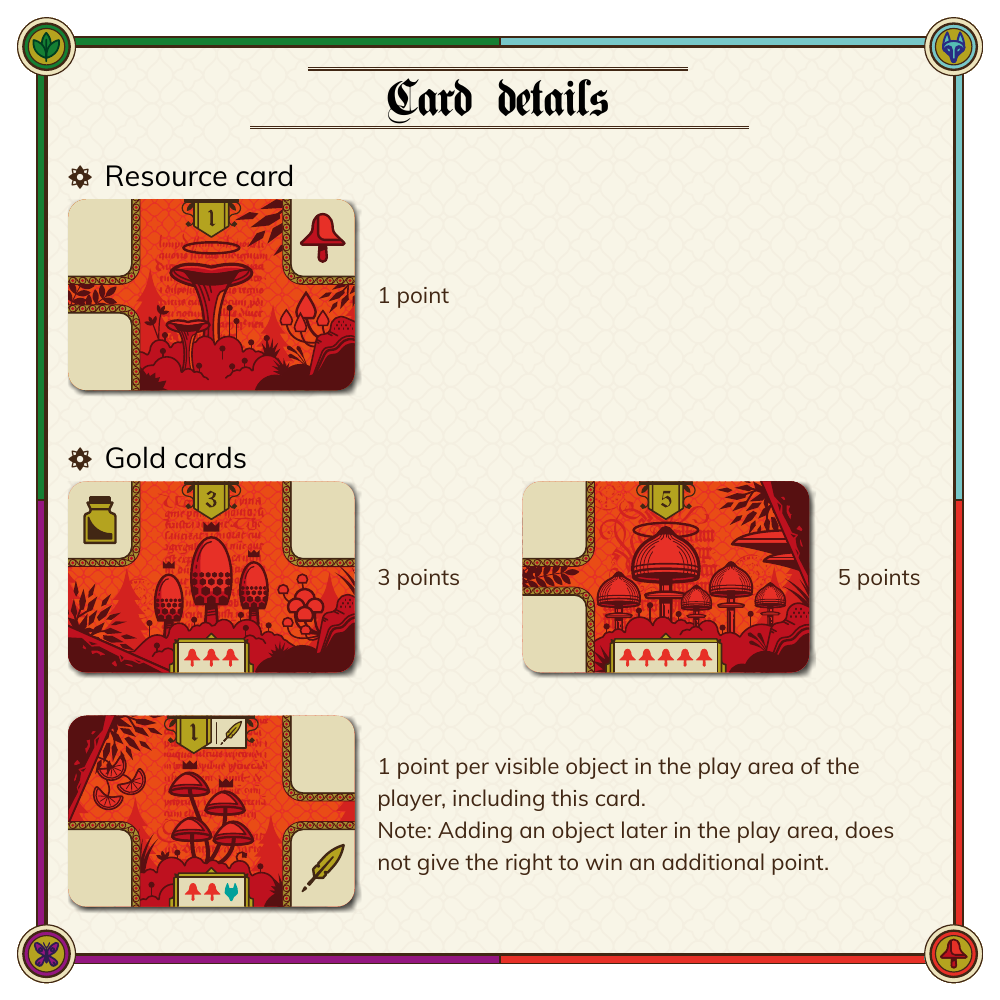 Card details
Resource card
1
1 point
Gold cards
3
3 points
5
5 points
1
1 point per visible object in the play area of the
player, including this card.
Note: Adding an object later in the play area, does
not give the right to win an additional point.